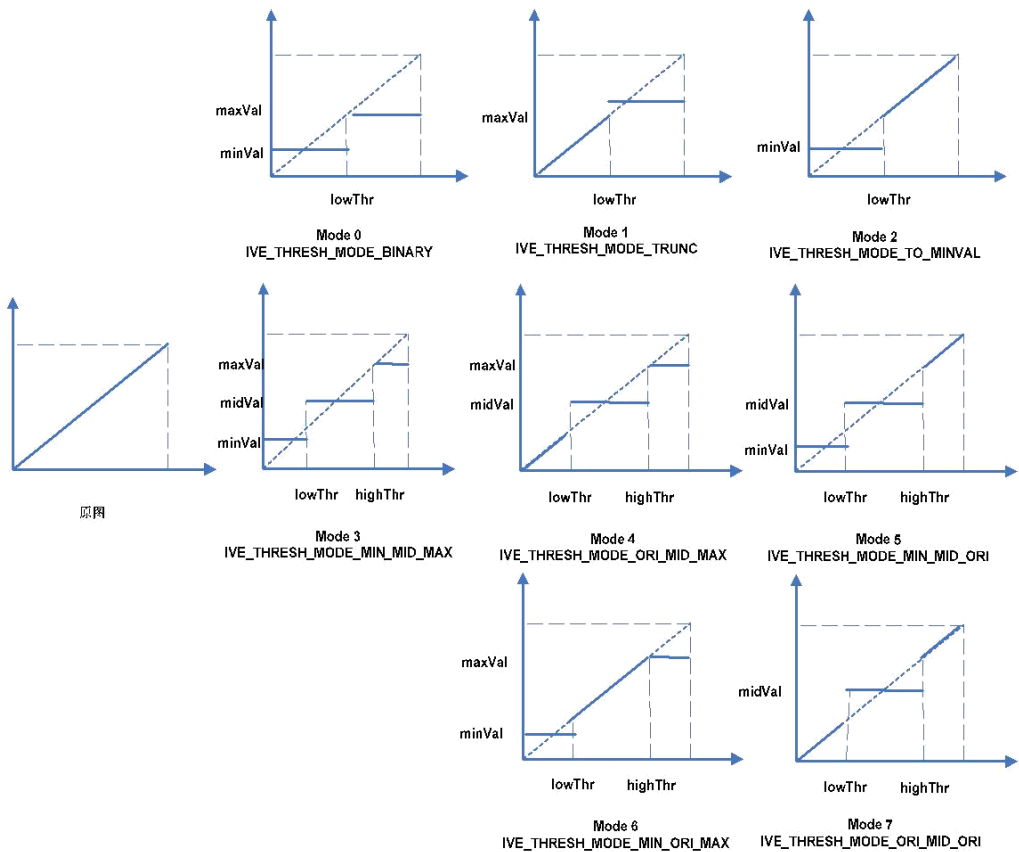 maxVal
minVal
lowThr
Mode 0
IVE_THRESH_MODE_BINARY
maxVal
lowThr
Mode 1
IVE_THRESH_MODE_TRUNC
minVal
lowThr
Mode 2
IVE_THRESH_MODE_TO_MINVAL
原图
maxVal
midVal
minVal
lowThr highThr
Mode 3
IVE_THRESH_MODE_MIN_MID_MAX
maxVal
midVal
lowThr highThr
Mode 4
IVE_THRESH_MODE_ORI_MID_MAX
midVal
minVal
lowThr highThr
Mode 5
IVE_THRESH_MODE_MIN_MID_ORI
maxVal
minVal
lowThr highThr
Mode 6
IVE_THRESH_MODE_MIN_ORI_MAX
midVal
lowThr highThr
Mode 7
IVE_THRESH_MODE_ORI_MID_ORI